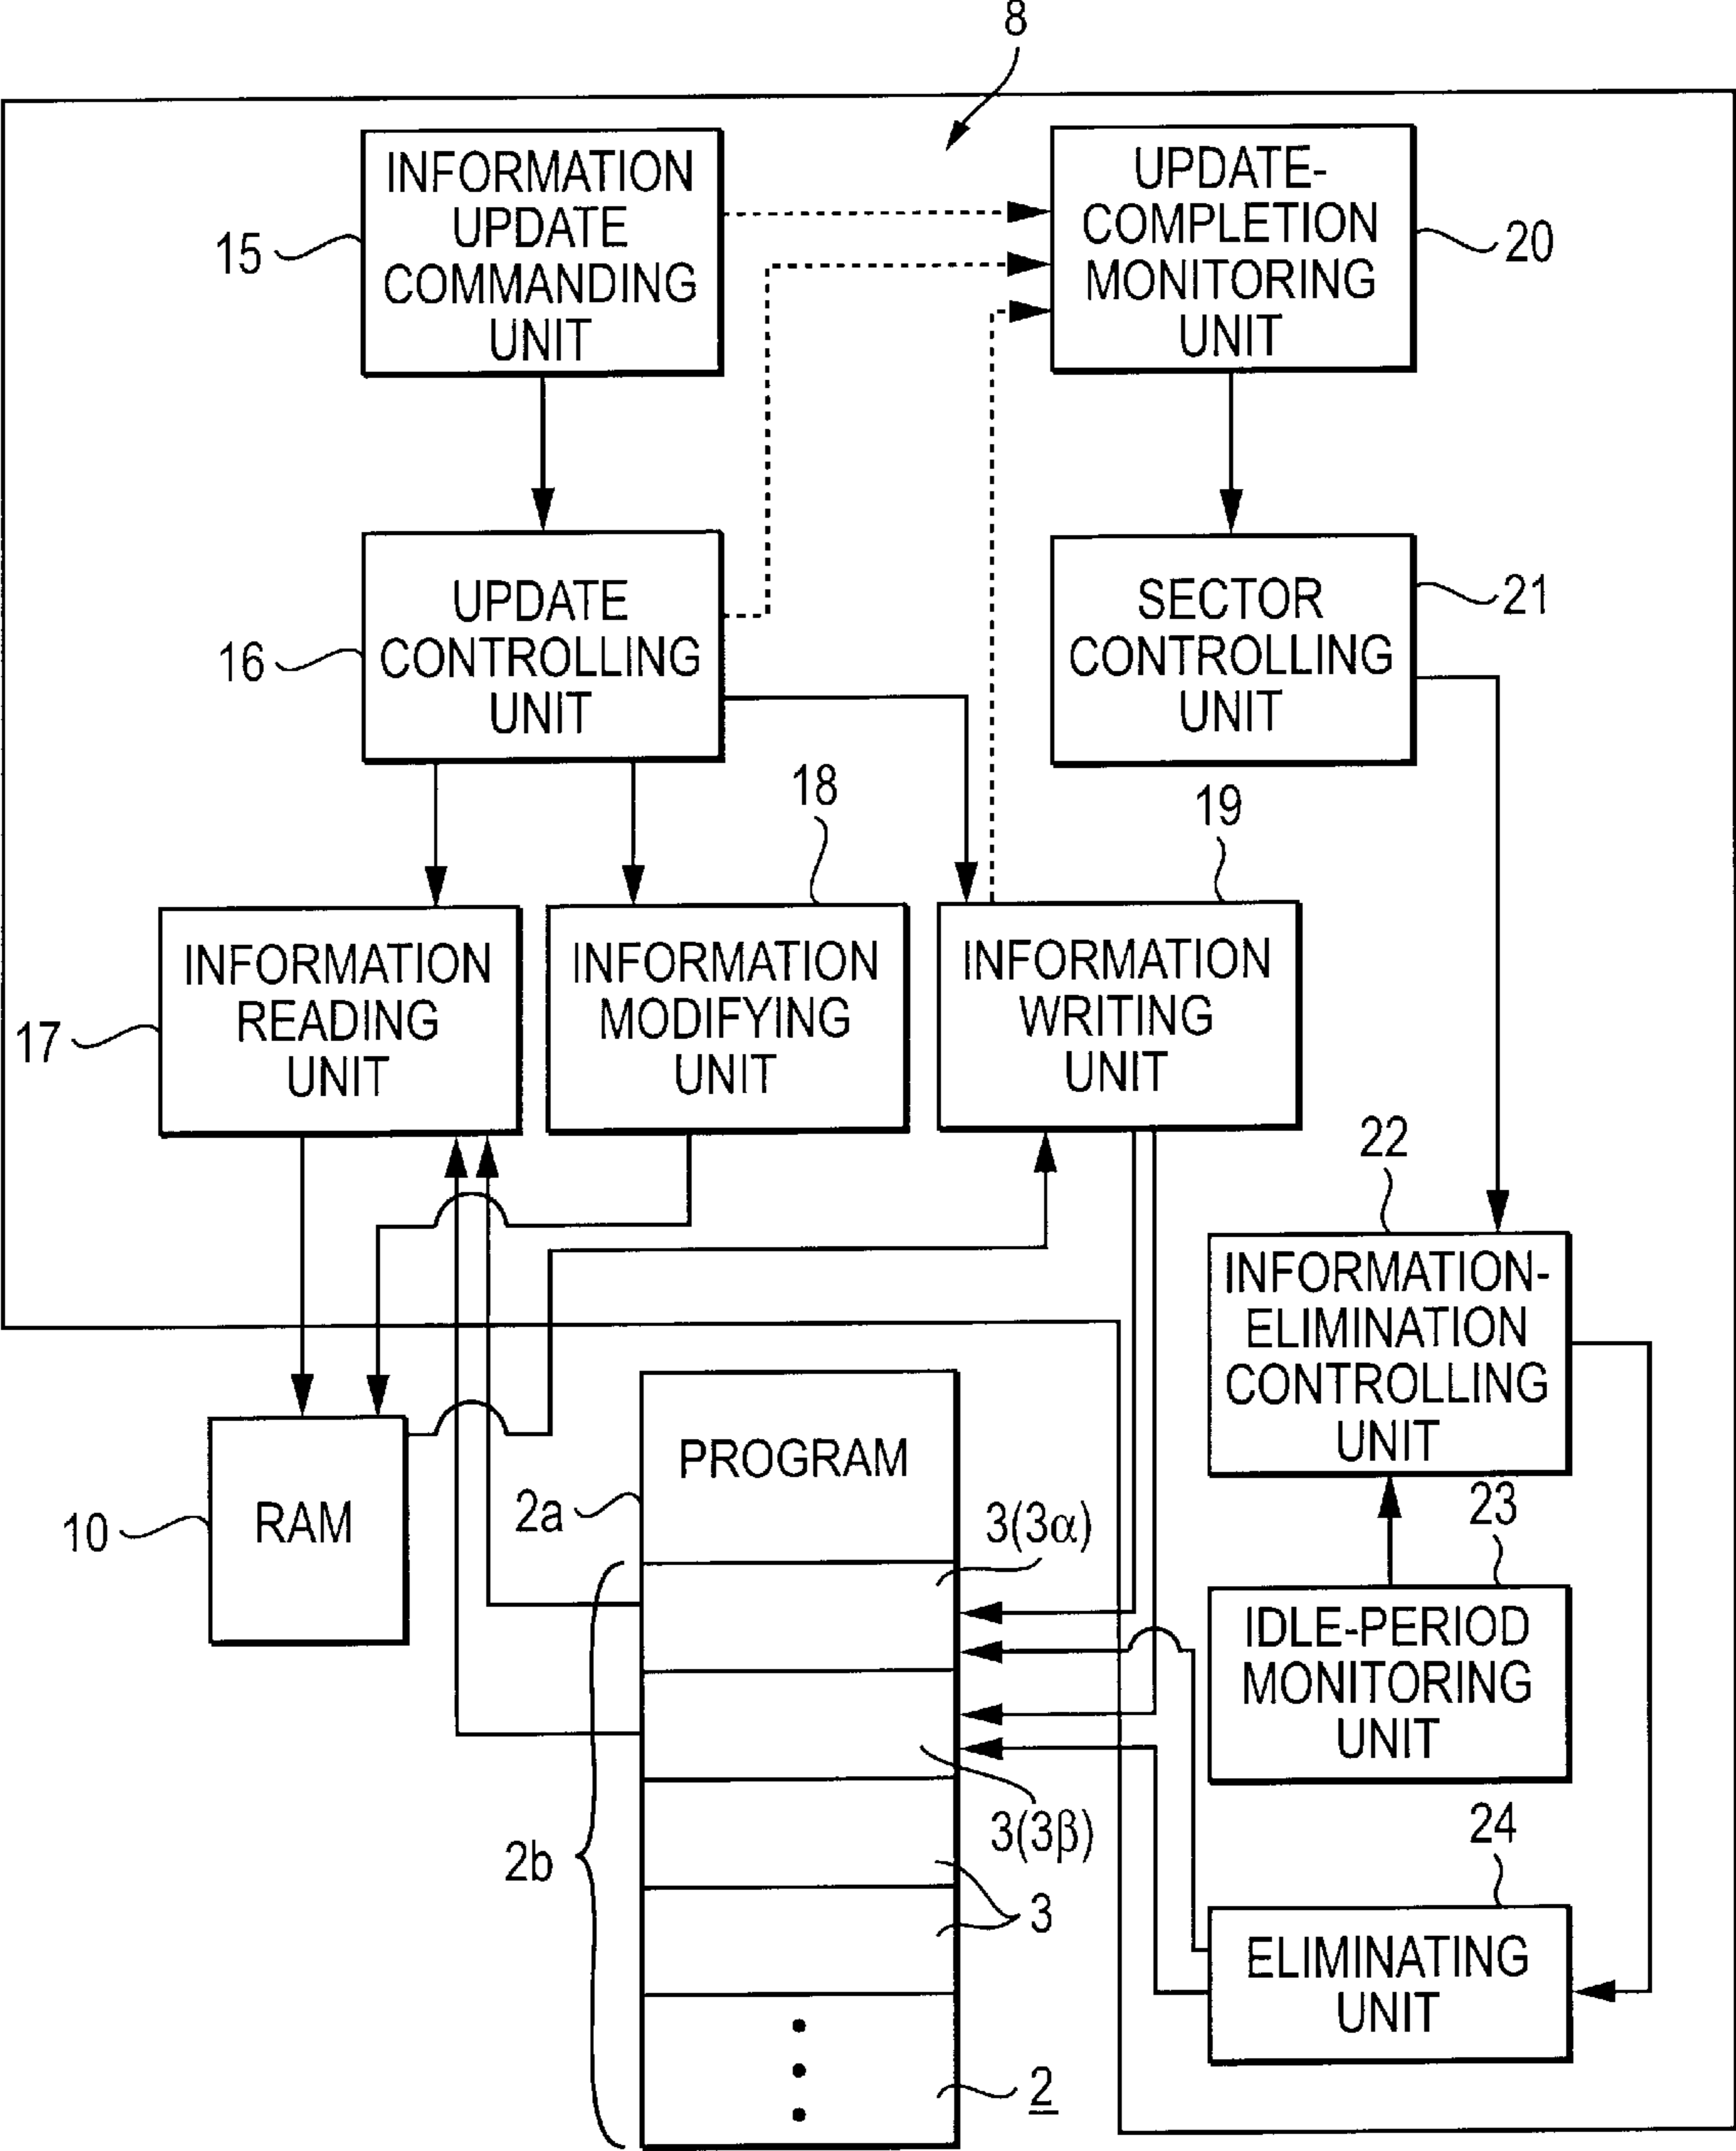 8
INFORMATION
UPDATE
COMMANDING
UNIT
15
UPDATE-
COMPLETION
MONITORING
UNIT
20
UPDATE
CONTROLLING
UNIT
16
SECTOR
CONTROLLING
UNIT
21
18
19
INFORMATION
READING
UNIT
17
INFORMATION
MODIFYING
UNIT
INFORMATION
WRITING
UNIT
22
INFORMATION-
ELIMINATION
CONTROLLING
UNIT
RAM
10
PROGRAM
2a
3(3α)
23
IDLE-PERIOD
MONITORING
UNIT
3(3β)
2b
3
24
ELIMINATING
UNIT
2